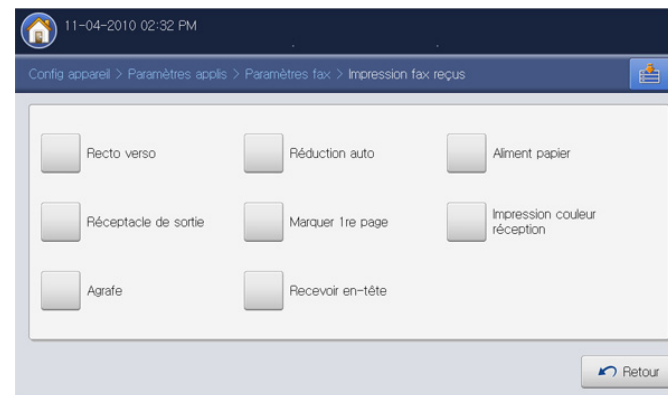 11-04-2010 02:32 PM
Config appareil > Paramètres applis > Paramètres fax > Impression fax reçus
Recto verso
Réduction auto
Aliment papier
Réceptacle de sortie
Marquer 1re page
Impression couleur
réception
Agrafe
Recevoir en-tête
Retour